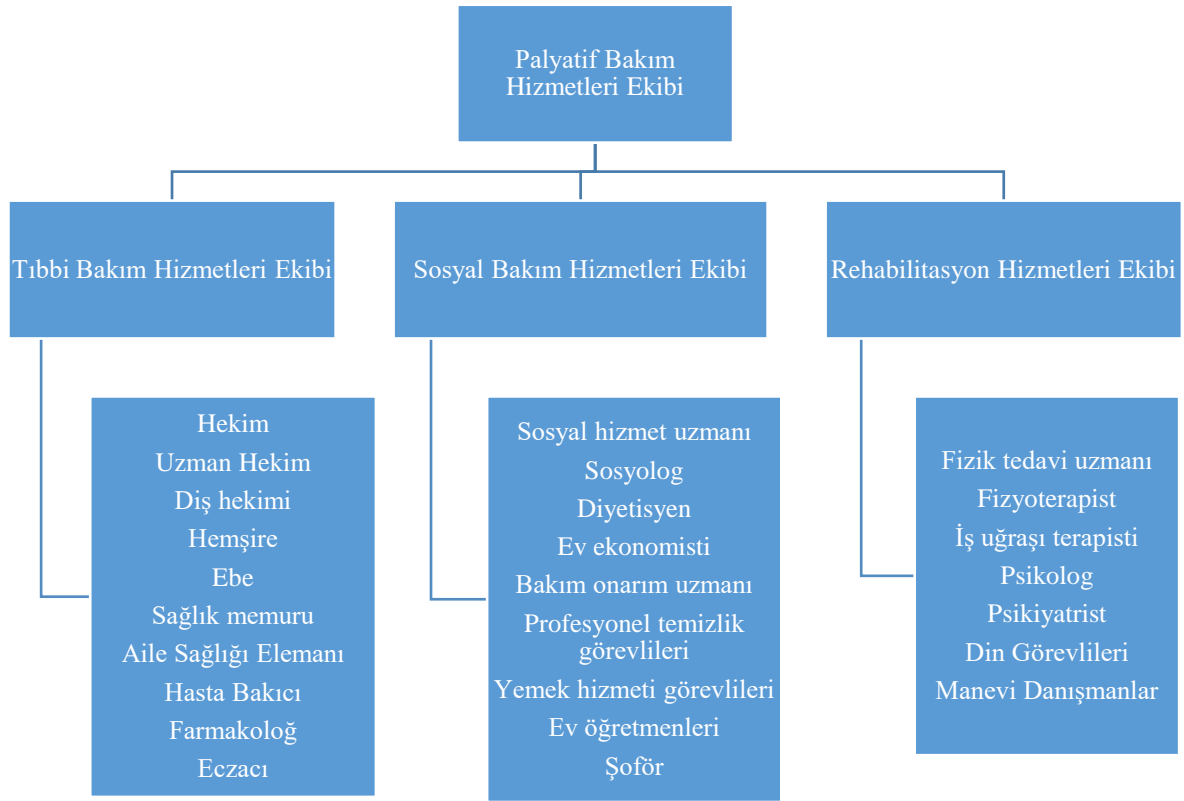 Palyatif Bakım
Hizmetleri Ekibi
Tıbbi Bakım Hizmetleri Ekibi
Sosyal Bakım Hizmetleri Ekibi
Rehabilitasyon Hizmetleri Ekibi
Hekim
Uzman Hekim
Diş hekimi
Hemşire
Ebe
Sağlık memuru
Aile Sağlığı Elemanı
Hasta Bakıcı
Farmakoloğ
Eczacı
Sosyal hizmet uzmanı
Sosyolog
Diyetisyen
Ev ekonomisti
Bakım onarım uzmanı
Profesyonel temizlik
görevlileri
Yemek hizmeti görevlileri
Ev öğretmenleri
Şoför
Fizik tedavi uzmanı
Fizyoterapist
İş uğraşı terapisti
Psikolog
Psikiyatrist
Din Görevlileri
Manevi Danışmanlar